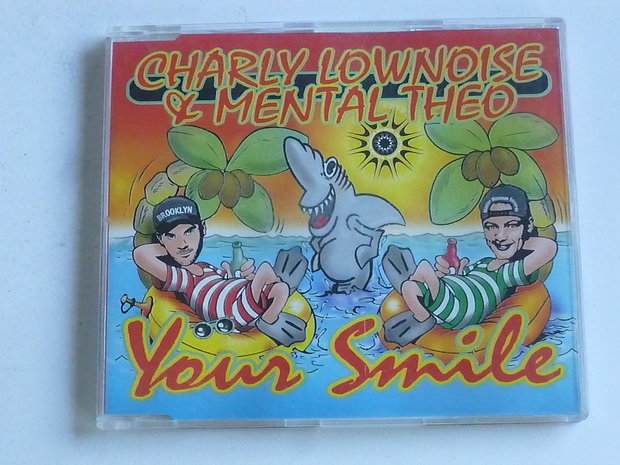 CHARLY LOWNOISE
& MENTAL THEO
BROOKLYN
Your Smile